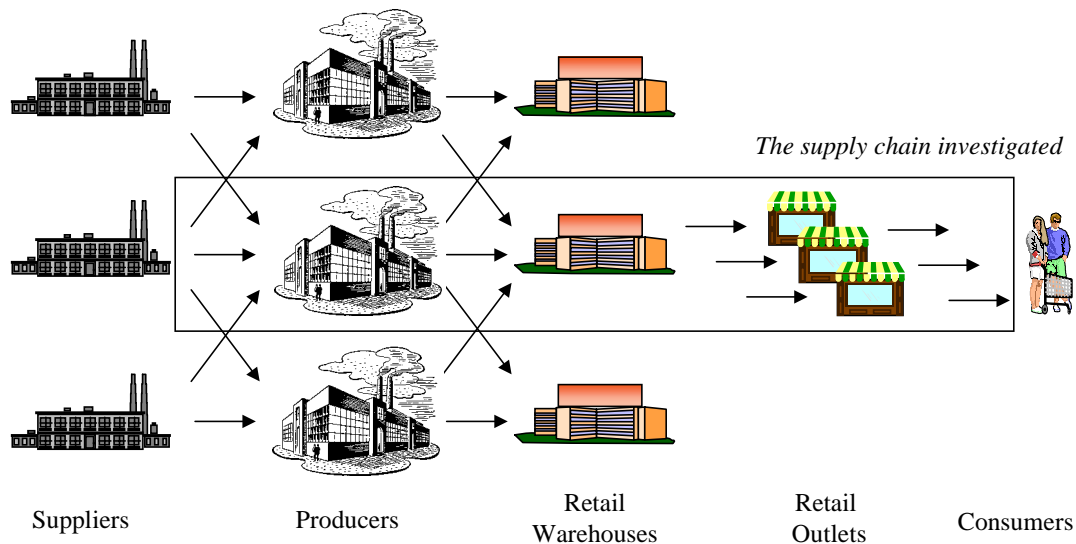 The supply chain investigated
Suppliers
Producers
Retail
Warehouses
Retail
Outlets
Consumers